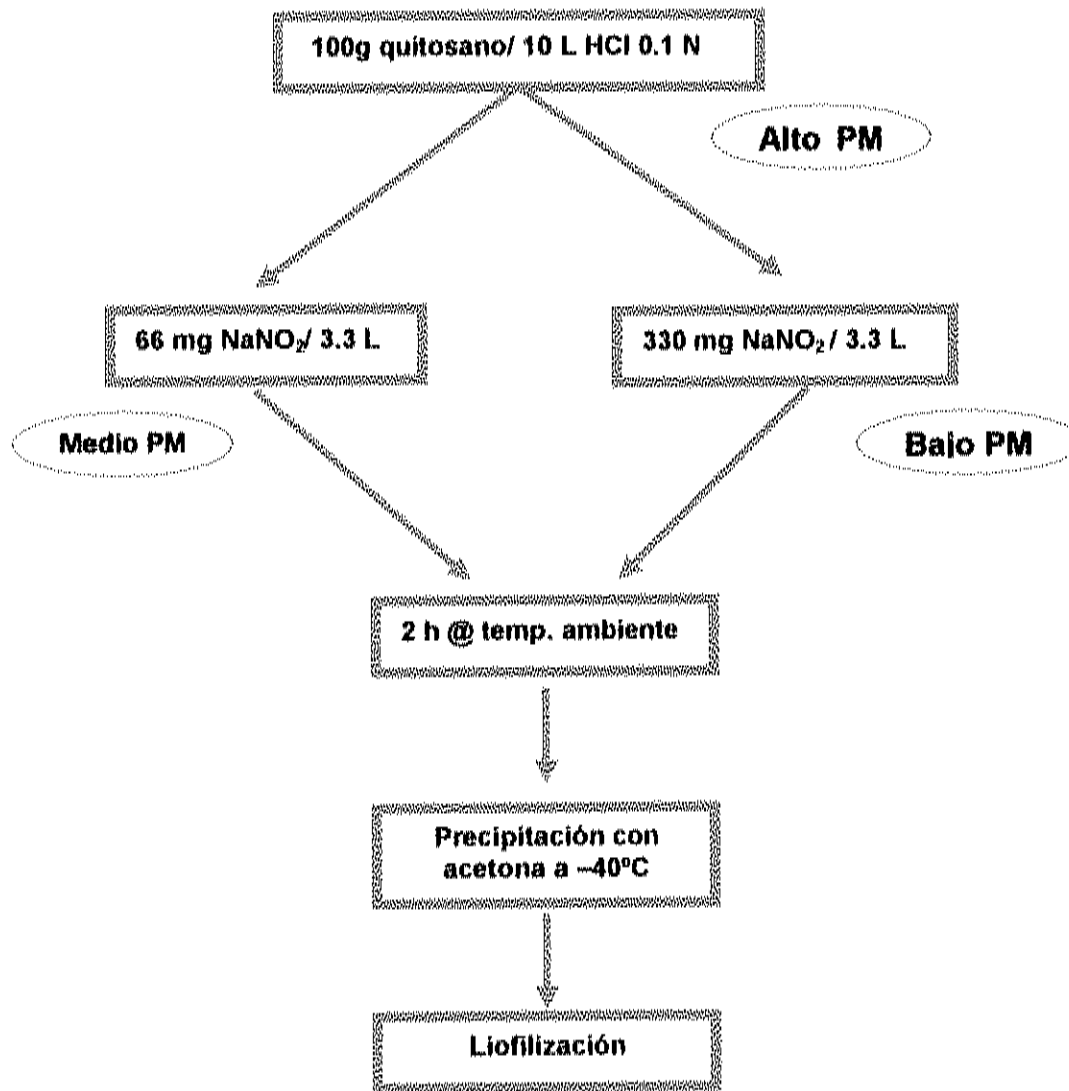 100g quitosano/ 10 L HCl 0.1 N
Alto PM
66 mg NaNO₂/ 3.3 L
330 mg NaNO₂ / 3.3 L
Medio PM
Bajo PM
2 h @ temp. ambiente
Precipitación con
acetona a –40ºC
Liofilización